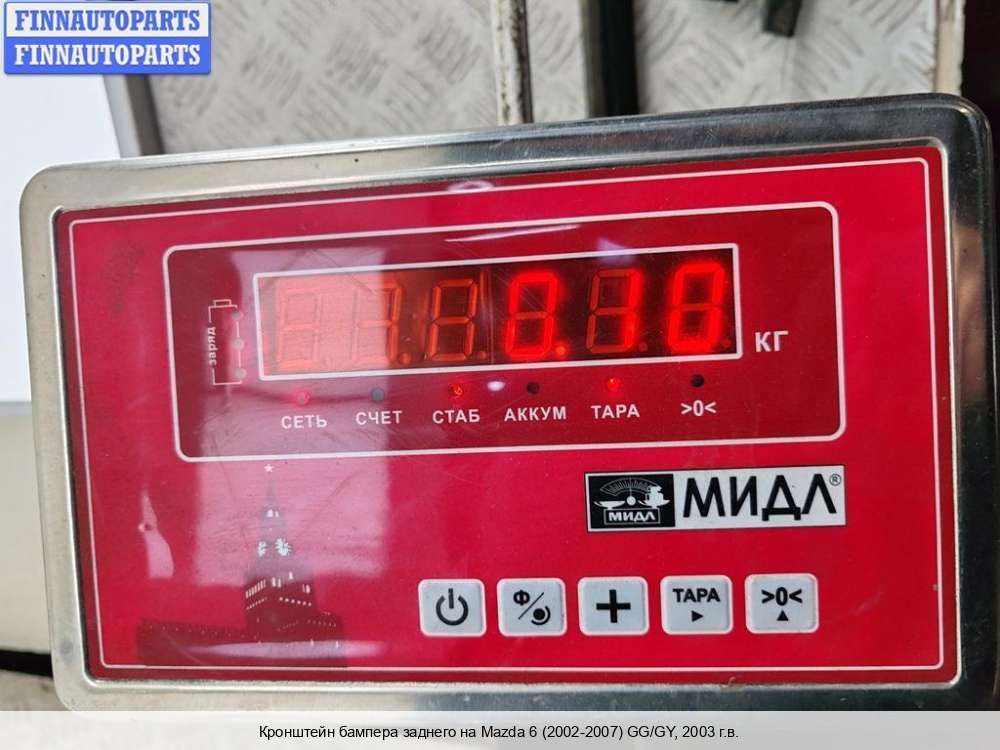 FINNAUTOPARTS
FINNAUTOPARTS
заряд
0.10
КГ
СЕТЬ СЧЕТ СТАБ АККУМ ТАРА >0<
МИДЛ МИДЛ®
Ф ТАРА >0<
Кронштейн бампера заднего на Mazda 6 (2002-2007) GG/GY, 2003 г.в.